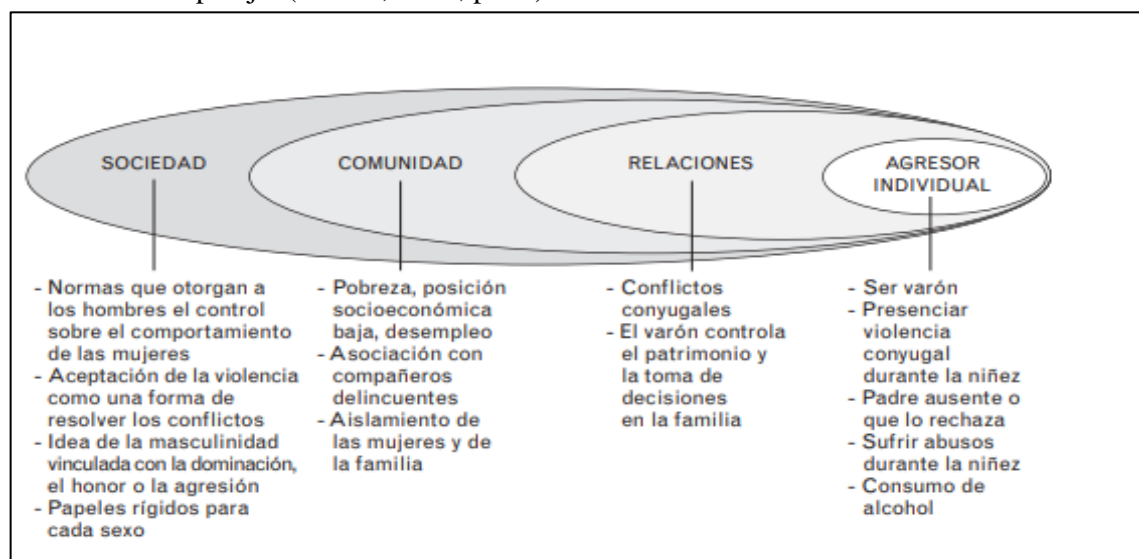 SOCIEDAD
COMUNIDAD
RELACIONES
AGRESOR
INDIVIDUAL
- Normas que otorgan a
los hombres el control
sobre el comportamiento
de las mujeres
- Aceptación de la violencia
como una forma de
resolver los conflictos
- Idea de la masculinidad
vinculada con la dominación,
el honor o la agresión
- Papeles rígidos para
cada sexo
- Pobreza, posición
socioeconómica
baja, desempleo
- Asociación con
compañeros
delincuentes
- Aislamiento de
las mujeres y de
la familia
- Conflictos
conyugales
- El varón controla
el patrimonio y
la toma de
decisiones
en la familia
- Ser varón
- Presenciar
violencia
conyugal
durante la niñez
- Padre ausente o
que lo rechaza
- Sufrir abusos
durante la niñez
- Consumo de
alcohol